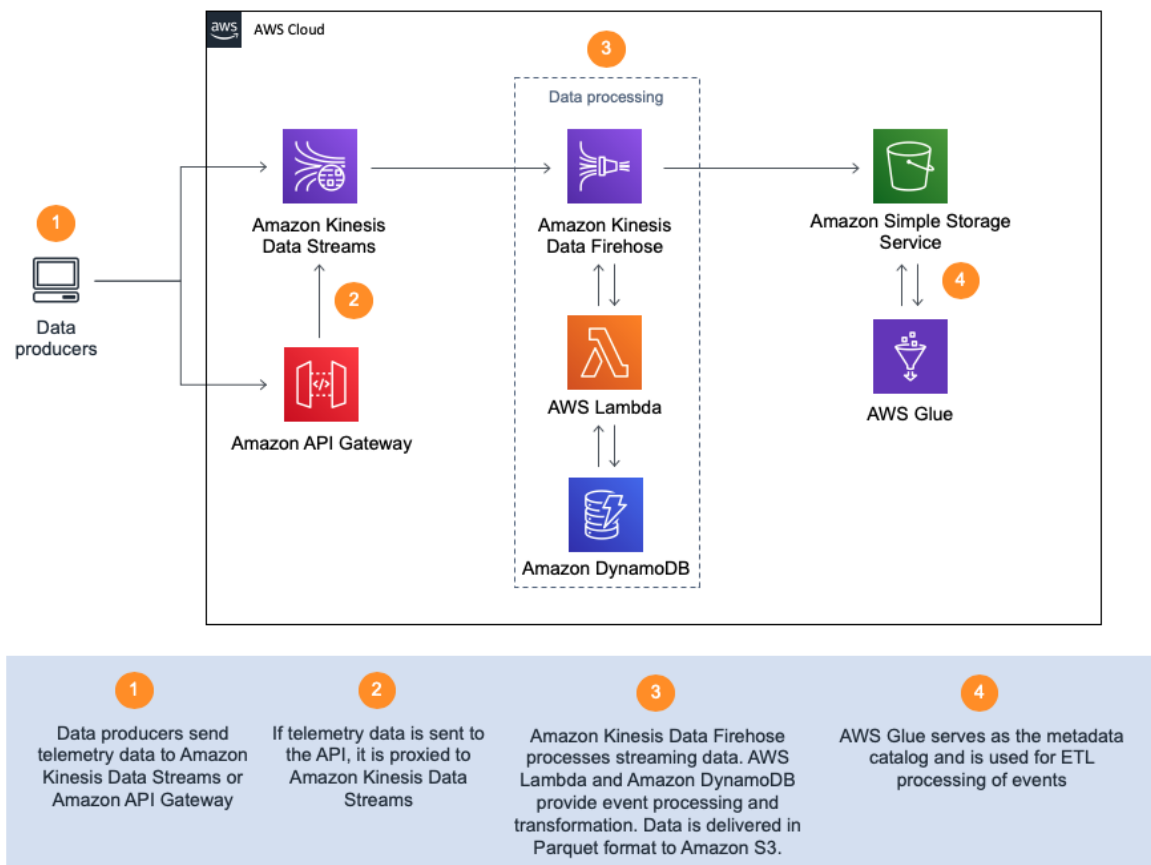 aws
AWS Cloud
3
Data processing
1
Amazon Kinesis
Data Streams
Amazon Kinesis
Data Firehose
Amazon Simple Storage
Service
2
4
Data
producers
</>
Amazon API Gateway
AWS Lambda
AWS Glue
Amazon DynamoDB
1
Data producers send
telemetry data to Amazon
Kinesis Data Streams or
Amazon API Gateway
2
If telemetry data is sent to
the API, it is proxied to
Amazon Kinesis Data
Streams
3
Amazon Kinesis Data Firehose
processes streaming data. AWS
Lambda and Amazon DynamoDB
provide event processing and
transformation. Data is delivered in
Parquet format to Amazon S3.
4
AWS Glue serves as the metadata
catalog and is used for ETL
processing of events